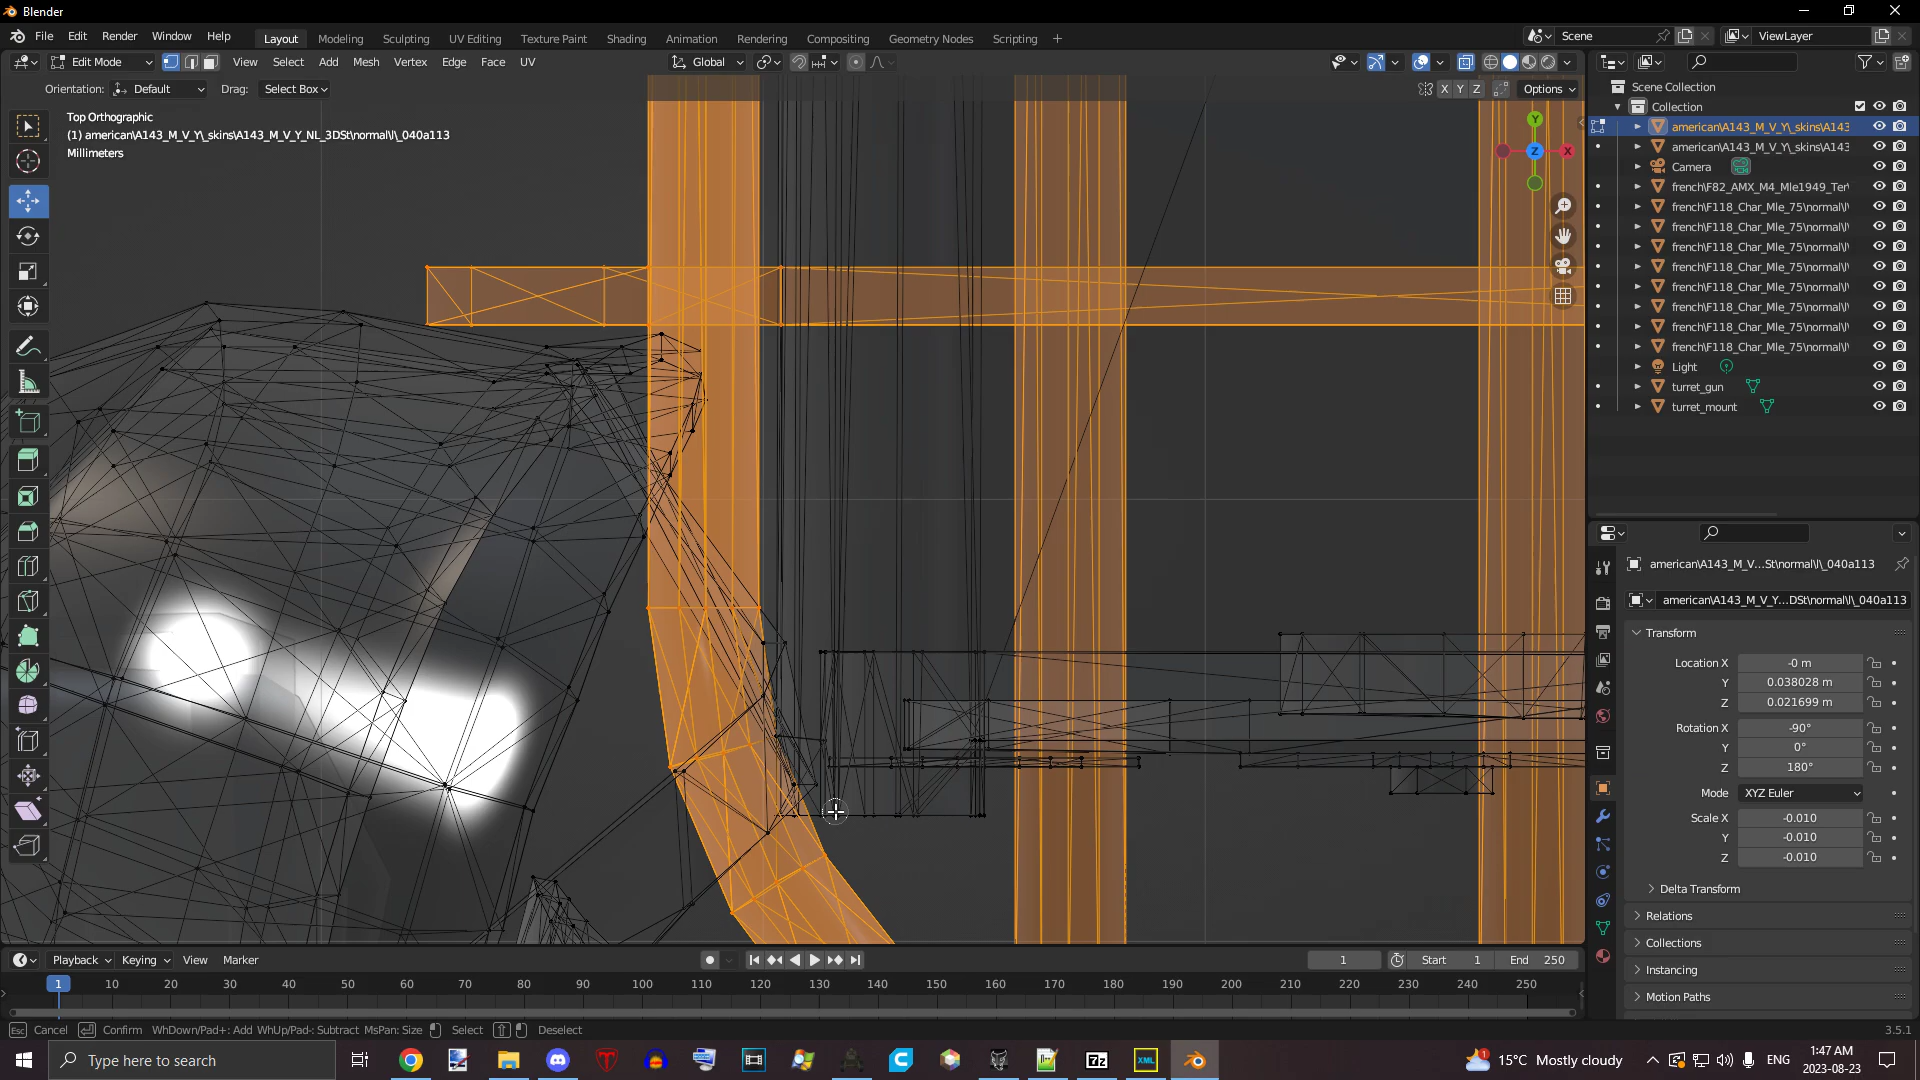 Blender
File Edit Render Window Help
Layout Modeling Sculpting UV Editing Texture Paint Shading Animation Rendering Compositing Geometry Nodes Scripting +
Scene
ViewLayer
Edit Mode View Select Add Mesh Vertex Edge Face UV Global
Orientation: Default Drag: Select Box
X Y Z Options
Top Orthographic
(1) american\A143_M_V_Y\_skins\A143_M_V_Y_NL_3DSt\normal\l\_040a113
Millimeters
Y
Z
X
Scene Collection
Collection
american\A143_M_V_Y\_skins\A143
american\A143_M_V_Y\_skins\A143
Camera
french\F82_AMX_M4_Mle1949_Ter\
french\F118_Char_Mle_75\normal\l\
french\F118_Char_Mle_75\normal\l\
french\F118_Char_Mle_75\normal\l\
french\F118_Char_Mle_75\normal\l\
french\F118_Char_Mle_75\normal\l\
french\F118_Char_Mle_75\normal\l\
french\F118_Char_Mle_75\normal\l\
french\F118_Char_Mle_75\normal\l\
Light
turret_gun
turret_mount
american\A143_M_V...St\normal\l\_040a113
american\A143_M_V_Y...DSt\normal\l\_040a113
Transform
Location X -0 m
Y 0.038028 m
Z 0.021699 m
Rotation X -90°
Y 0°
Z 180°
Mode XYZ Euler
Scale X -0.010
Y -0.010
Z -0.010
Delta Transform
Relations
Collections
Instancing
Motion Paths
Playback Keying View Marker 1 Start 1 End 250
1 10 20 30 40 50 60 70 80 90 100 110 120 130 140 150 160 170 180 190 200 210 220 230 240 250
Esc Cancel Confirm WhDown/Pad+: Add WhUp/Pad-: Subtract MsPan: Size Select Deselect
3.5.1
Type here to search
7z
XML
1
15°C Mostly cloudy
ENG
1:47 AM
2023-08-23